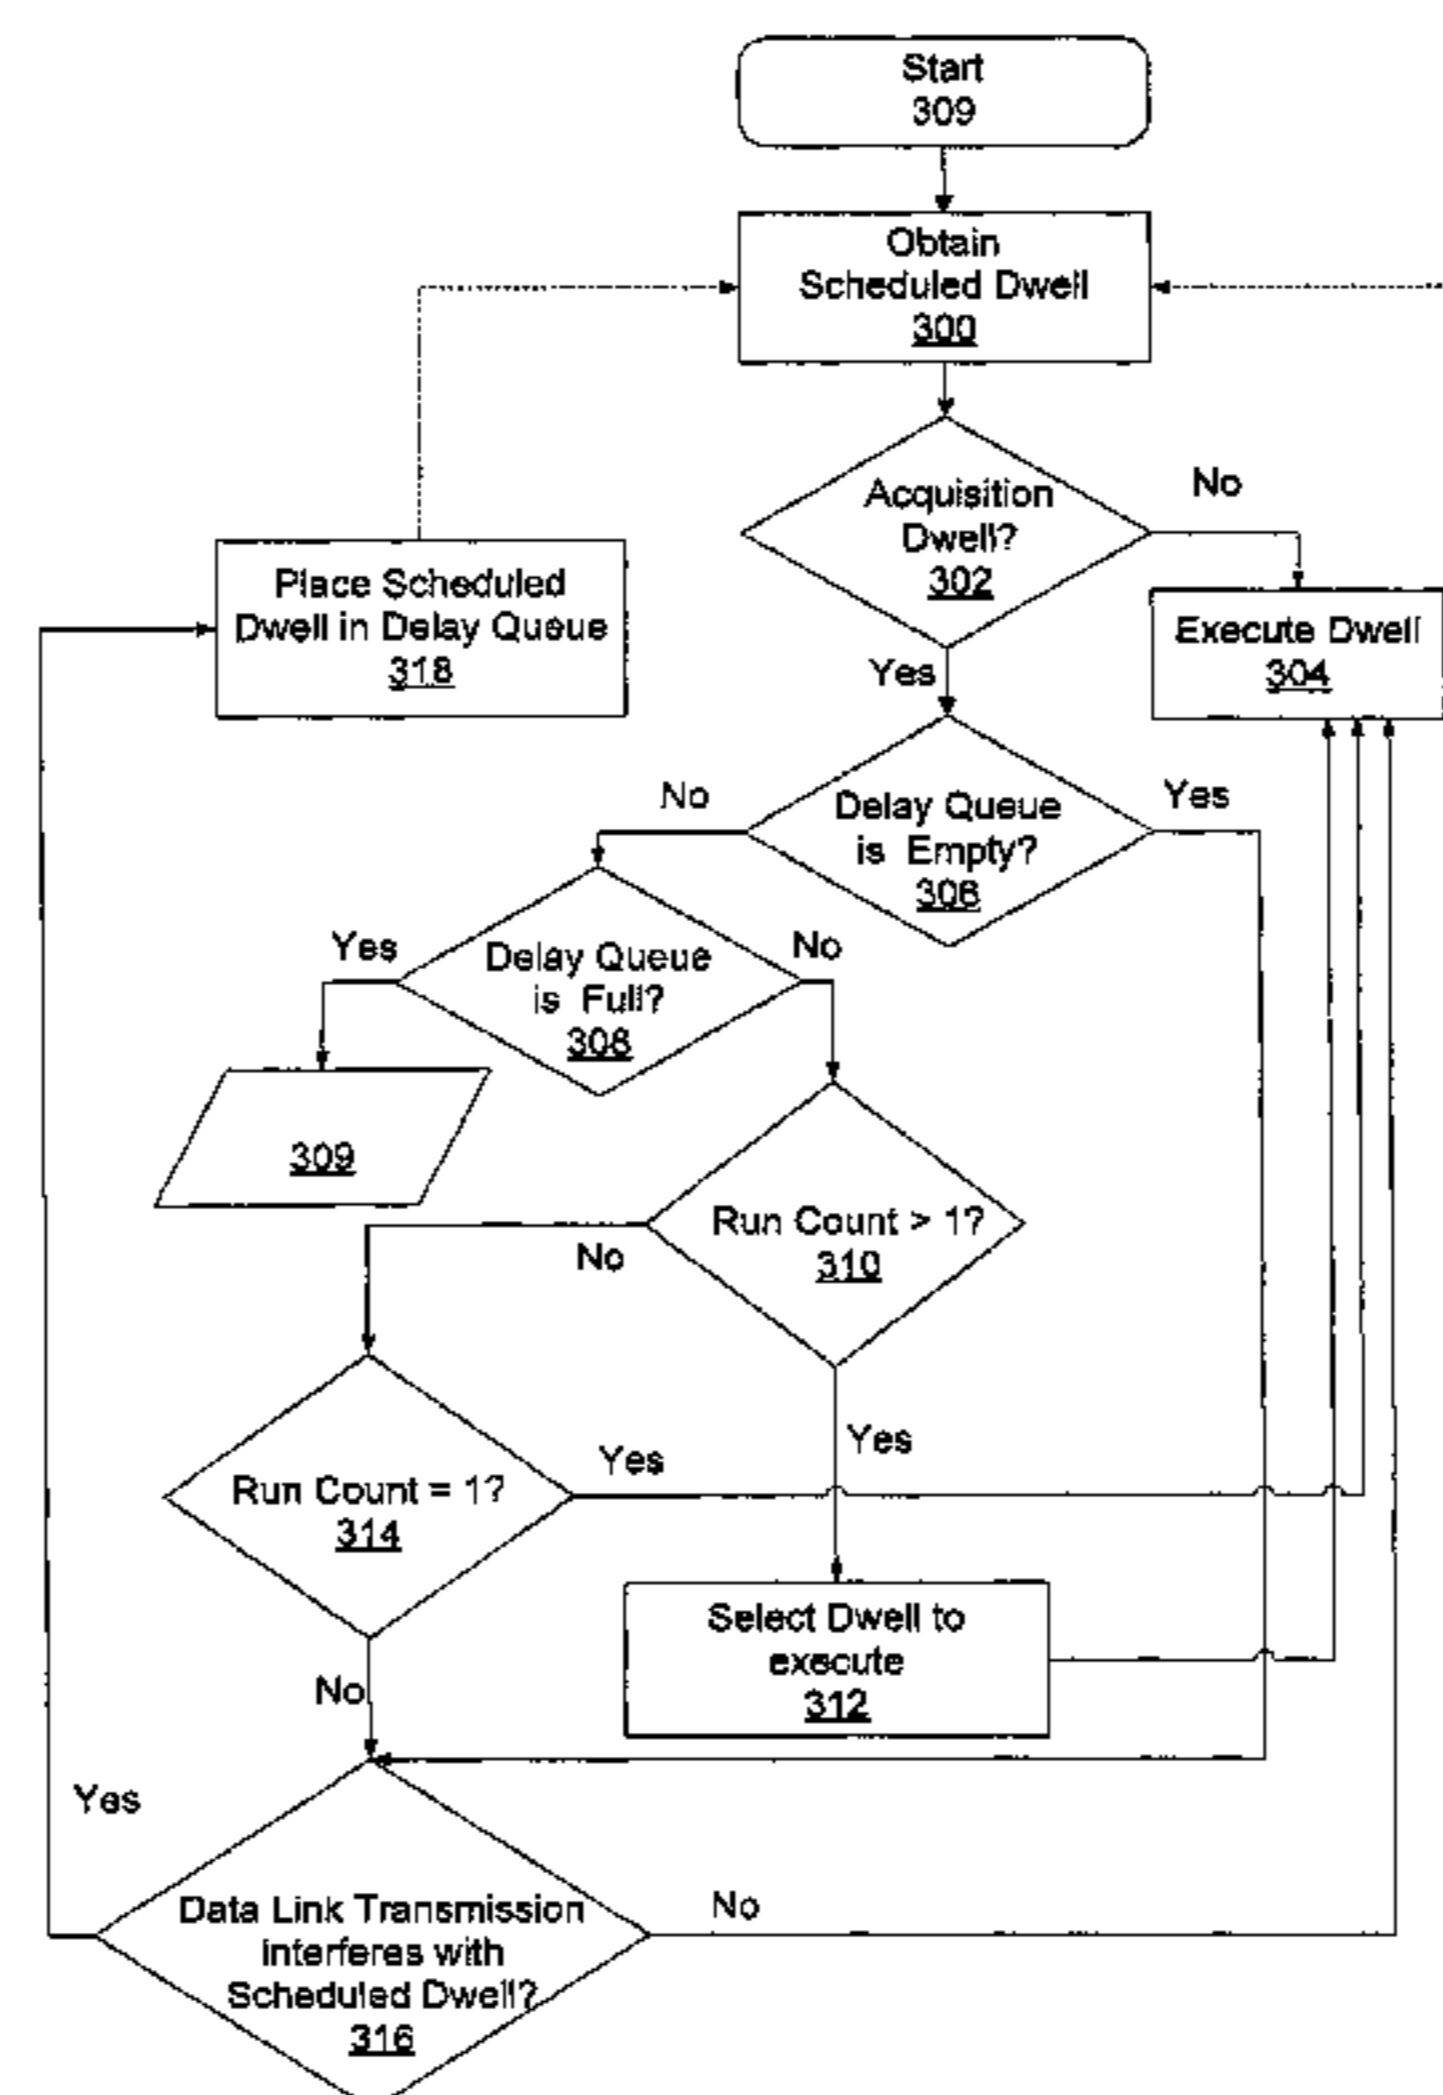 Start
309
Obtain
Scheduled Dwell
300
Acquisition
Dwell?
302
No
Yes
Execute Dwell
304
Place Scheduled
Dwell in Delay Queue
318
No
Delay Queue
is Empty?
306
Yes
Yes
Delay Queue
is Full?
308
No
309
Run Count > 1?
310
No
Yes
Run Count = 1?
314
Yes
No
Select Dwell to
execute
312
Yes
Data Link Transmission
interferes with
Scheduled Dwell?
316
No